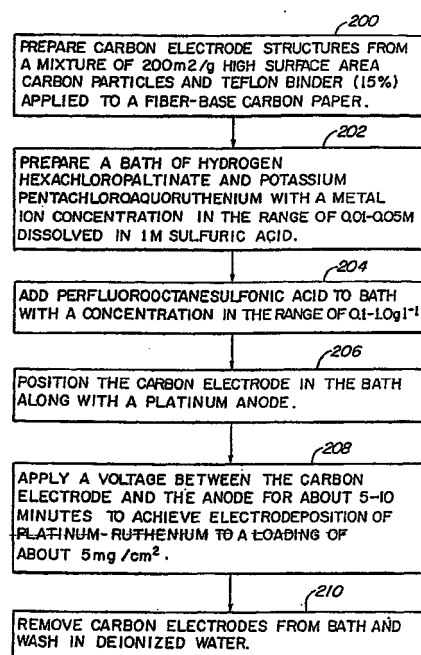 200
PREPARE CARBON ELECTRODE STRUCTURES FROM
A MIXTURE OF 200m2/g HIGH SURFACE AREA
CARBON PARTICLES AND TEFLON BINDER (15%)
APPLIED TO A FIBER-BASE CARBON PAPER.
202
PREPARE A BATH OF HYDROGEN
HEXACHLOROPALTINATE AND POTASSIUM
PENTACHLOROAQUORUTHENIUM WITH A METAL
ION CONCENTRATION IN THE RANGE OF 0.01-0.05M
DISSOLVED IN 1M SULFURIC ACID.
204
ADD PERFLUOROOCTANESULFONIC ACID TO BATH
WITH A CONCENTRATION IN THE RANGE OF 0.1-1.0gl⁻¹
206
POSITION THE CARBON ELECTRODE IN THE BATH
ALONG WITH A PLATINUM ANODE.
208
APPLY A VOLTAGE BETWEEN THE CARBON
ELECTRODE AND THE ANODE FOR ABOUT 5-10
MINUTES TO ACHIEVE ELECTRODEPOSITION OF
PLATINUM-RUTHENIUM TO A LOADING OF
ABOUT 5mg/cm².
210
REMOVE CARBON ELECTRODES FROM BATH AND
WASH IN DEIONIZED WATER.